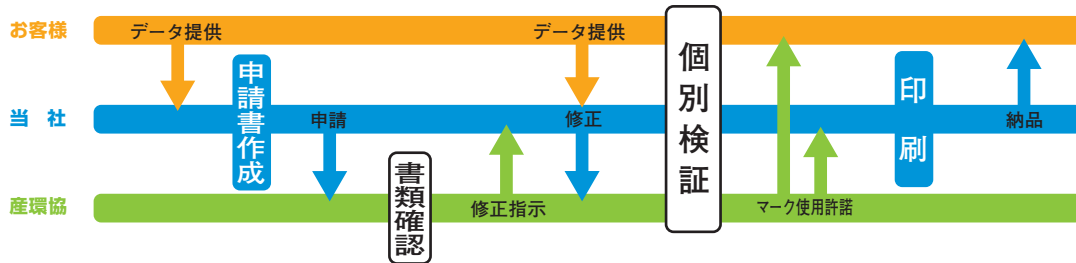 お客様
データ提供
データ提供
当 社
申請書作成
申請
修正
個別検証
印刷
納品
産環協
書類確認
修正指示
マーク使用許諾